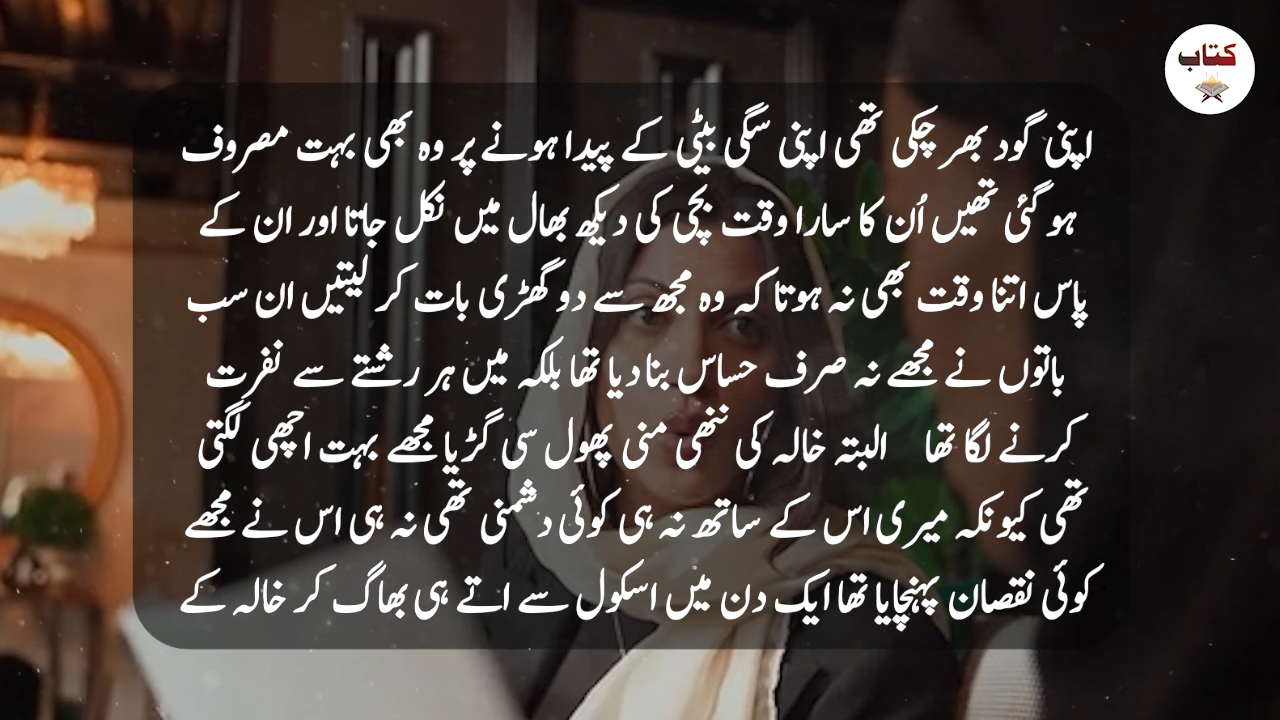 کتاب
اپنی گود بھر چکی تھی اپنی سگی بیٹی کے پیدا ہونے پر وہ بھی بہت مصروف
ہو گئی تھیں اُن کا سارا وقت بچی کی دیکھ بھال میں نکل جاتا اور ان کے
پاس اتنا وقت بھی نہ ہوتا کہ وہ مجھ سے دو گھڑی بات کر لیتیں ان سب
باتوں نے مجھے نہ صرف حساس بنا دیا تھا بلکہ میں ہر رشتے سے نفرت
کرنے لگا تھا البتہ خالہ کی ننھی منی پھول سی گڑیا مجھے بہت اچھی لگتی
تھی کیونکہ میری اس کے ساتھ نہ ہی کوئی دشمنی تھی نہ ہی اس نے مجھے
کوئی نقصان پہنچایا تھا ایک دن میں اسکول سے اتے ہی بھاگ کر خالہ کے